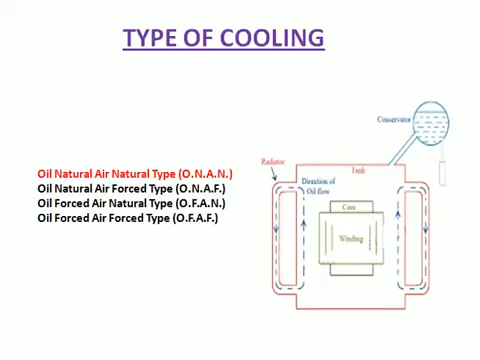 TYPE OF COOLING
Conservator
Radiator
Tank
Oil Natural Air Natural Type (O.N.A.N.)
Oil Natural Air Forced Type (O.N.A.F.)
Oil Forced Air Natural Type (O.F.A.N.)
Oil Forced Air Forced Type (O.F.A.F.)
Direction of
Oil flow
Core
Winding